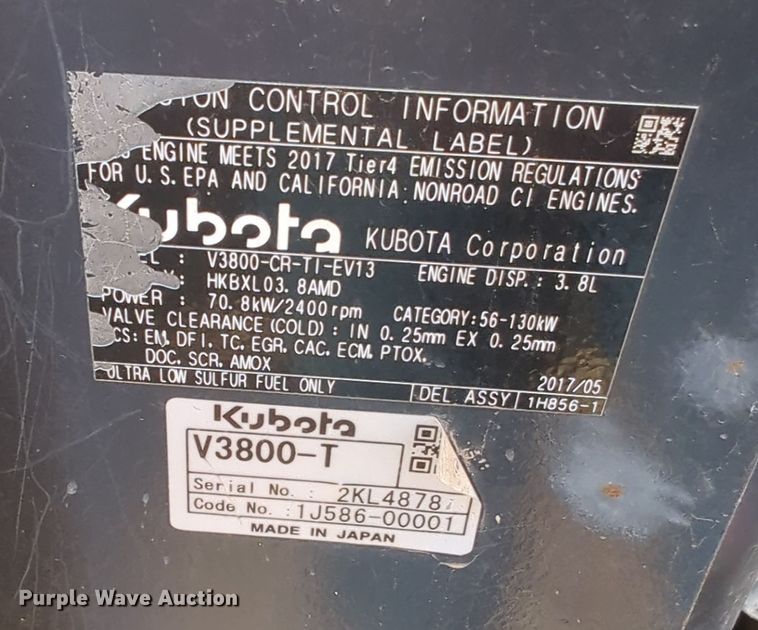 CONTROL INFORMATION
(SUPPLEMENTAL LABEL)
ENGINE MEETS 2017 Tier4 EMISSION REGULATIONS
FOR U.S.EPA AND CALIFORNIA NONROAD CI ENGINES.
Kubota KUBOTA Corporation
V3800-CR-TI-EV13 ENGINE DISP.: 3.8L
HKBXL03.8AMD
POWER : 70.8kW/2400rpm CATEGORY:56-130kW
VALVE CLEARANCE(COLD): IN 0.25mm EX 0.25mm
CS: EM, DFI, TC, EGR, CAC, ECM, PTOX,
DOC, SCR, AMOX
ULTRA LOW SULFUR FUEL ONLY
2017/05
DEL ASSY 1H856-1
Kubota
V3800-T
Serial No. 2KL4878
Code No. 1J586-00001
MADE IN JAPAN
Purple Wave Auction